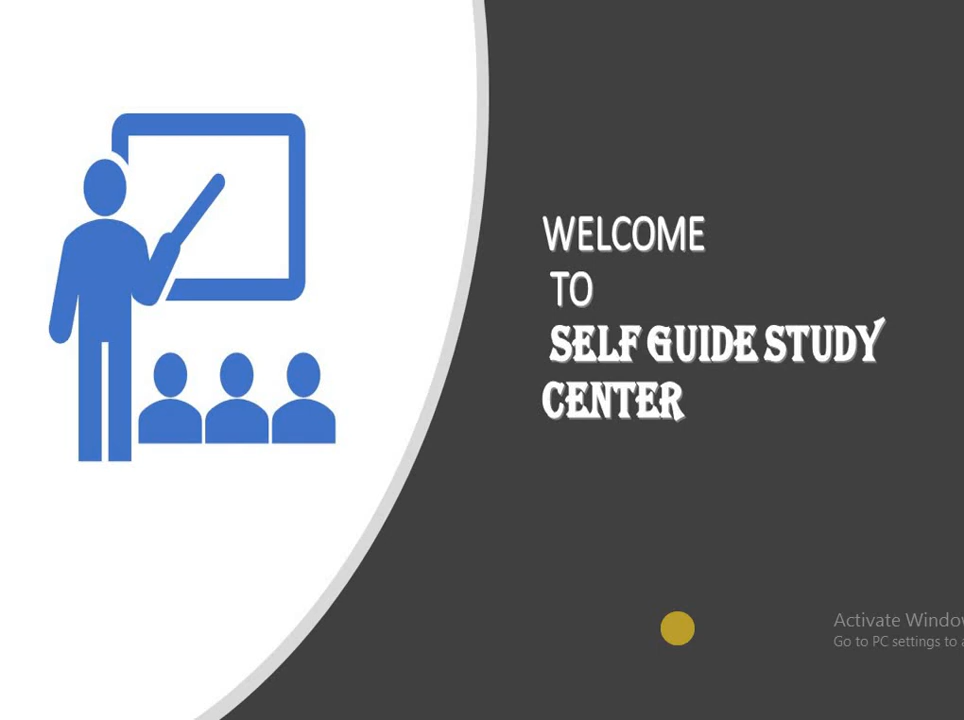 WELCOME
TO
SELF GUIDE STUDY
CENTER
Activate
Go to PC settings to